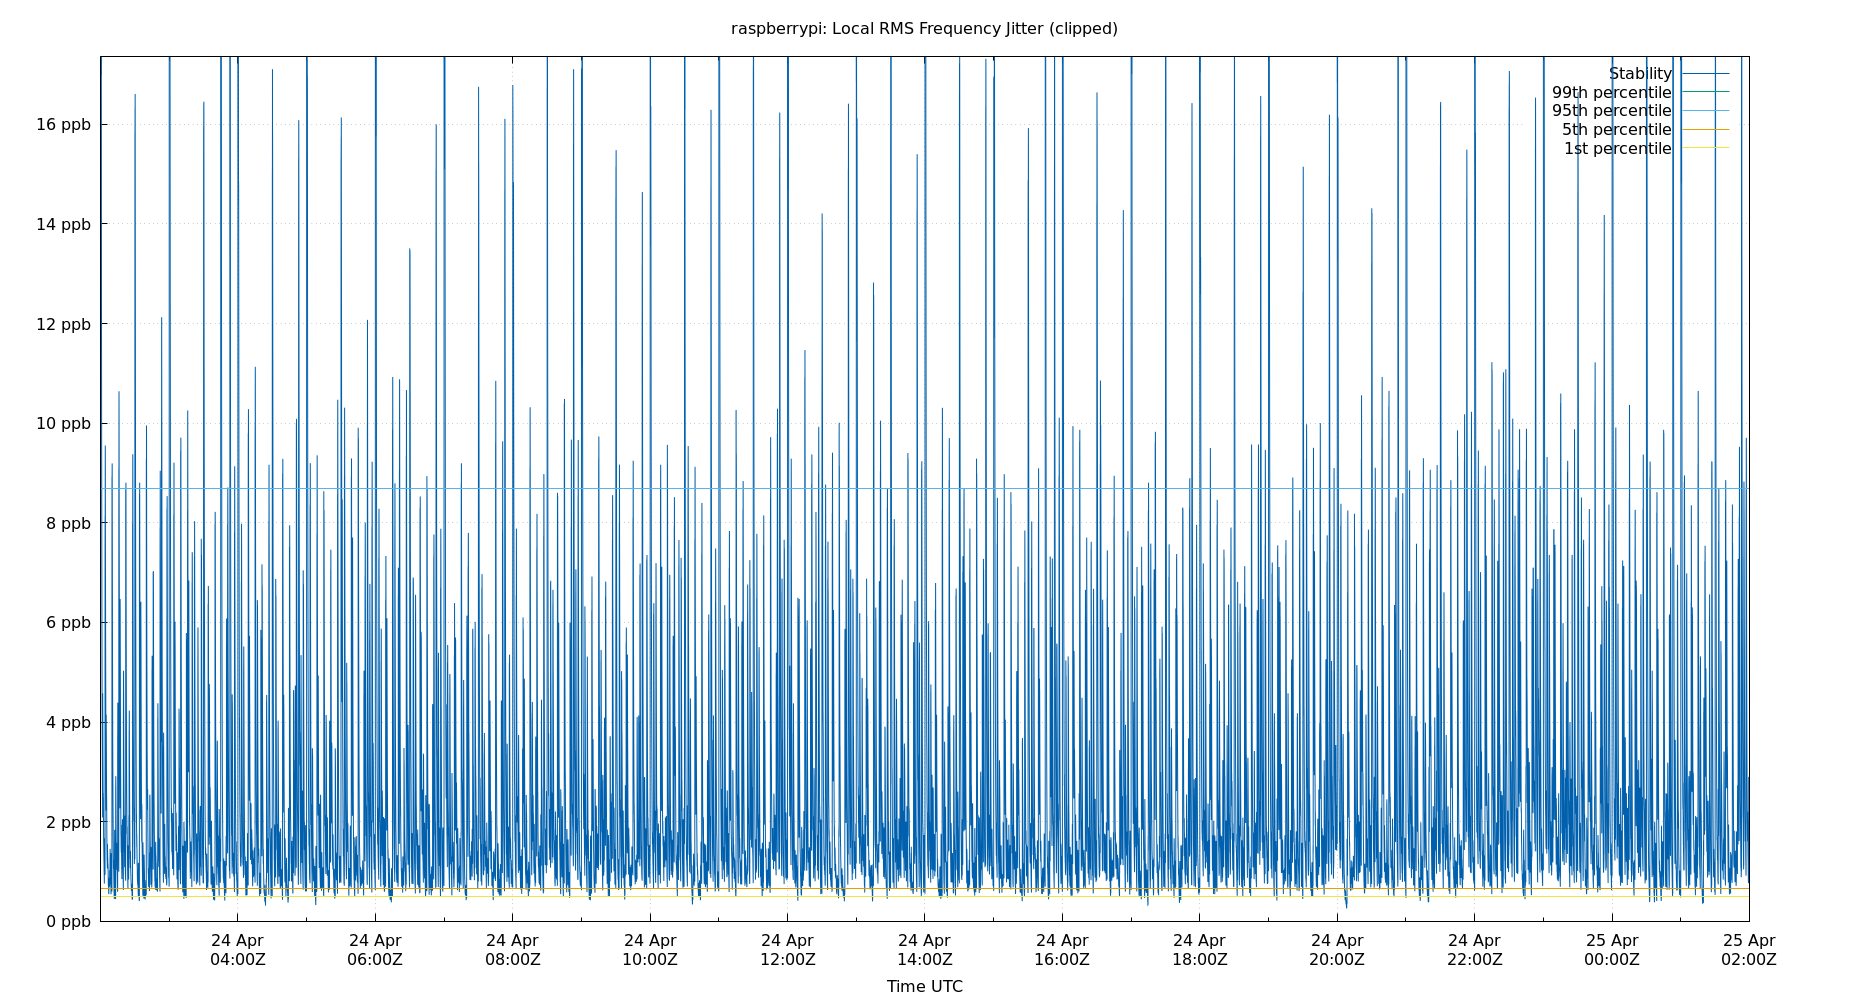 raspberrypi: Local RMS Frequency Jitter (clipped)
Stability
99th percentile
95th percentile
5th percentile
1st percentile
16 ppb
14 ppb
12 ppb
10 ppb
8 ppb
6 ppb
4 ppb
2 ppb
0 ppb
24 Apr 24 Apr 24 Apr 24 Apr 24 Apr 24 Apr 24 Apr 24 Apr 24 Apr 24 Apr 25 Apr 25 Apr
04:00Z 06:00Z 08:00Z 10:00Z 12:00Z 14:00Z 16:00Z 18:00Z 20:00Z 22:00Z 00:00Z 02:00Z
Time UTC